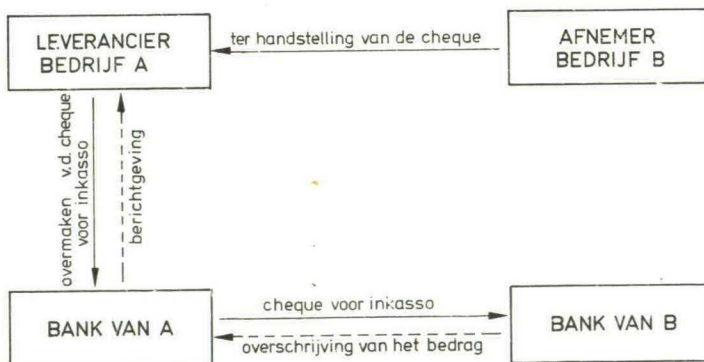 LEVERANCIER
BEDRIJF A
ter handstelling van de cheque
AFNEMER
BEDRIJF B
overmaken v.d. cheque
voor inkasso
berichtgeving
BANK VAN A
cheque voor inkasso
overschrijving van het bedrag
BANK VAN B